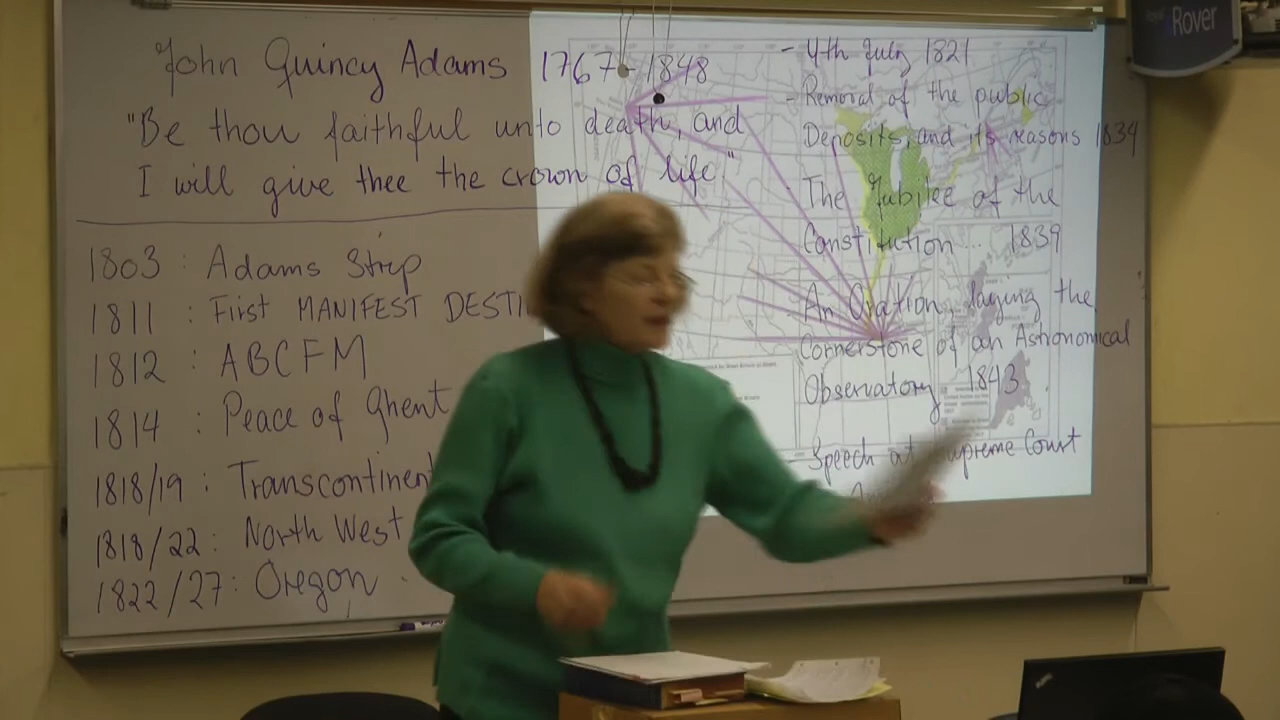 John Quincy Adams 1767-1848
"Be thou faithful unto death, and
I will give thee the crown of life."
1803 : Adams Strip
1811 : First MANIFEST
1812 : ABCFM
1814 : Peace of Ghent
1818/19 :
1818/22 : North West
1822/27 : Oregon
- 4th July 1821
- Removal of the public
Deposits, and its reasons 1834
- The Jubilee of the
Constitution ... 1839
- An Oration, laying the
Cornerstone of an Astronomical
Observatory 1843
- Speech at Supreme Court
Rover